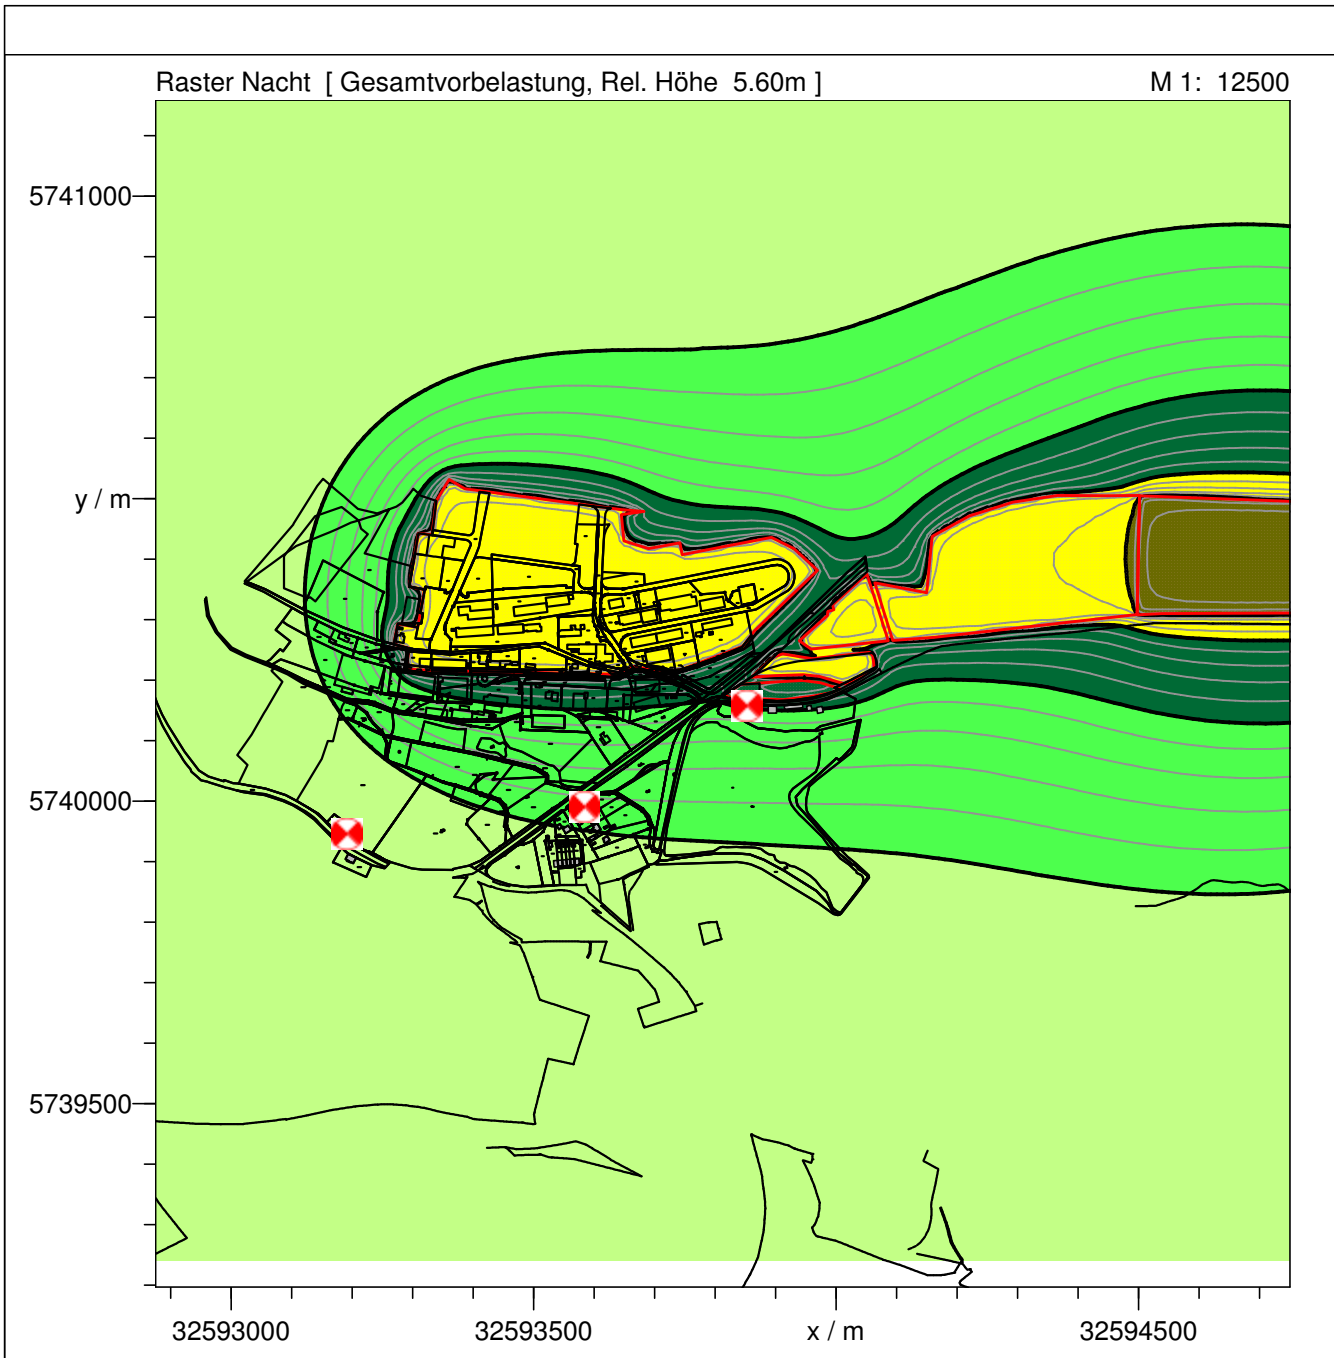 Raster Nacht [ Gesamtvorbelastung, Rel. Höhe 5.60m ]
M 1: 12500
5741000
y / m
5740000
5739500
32593000
32593500
x / m
32594500